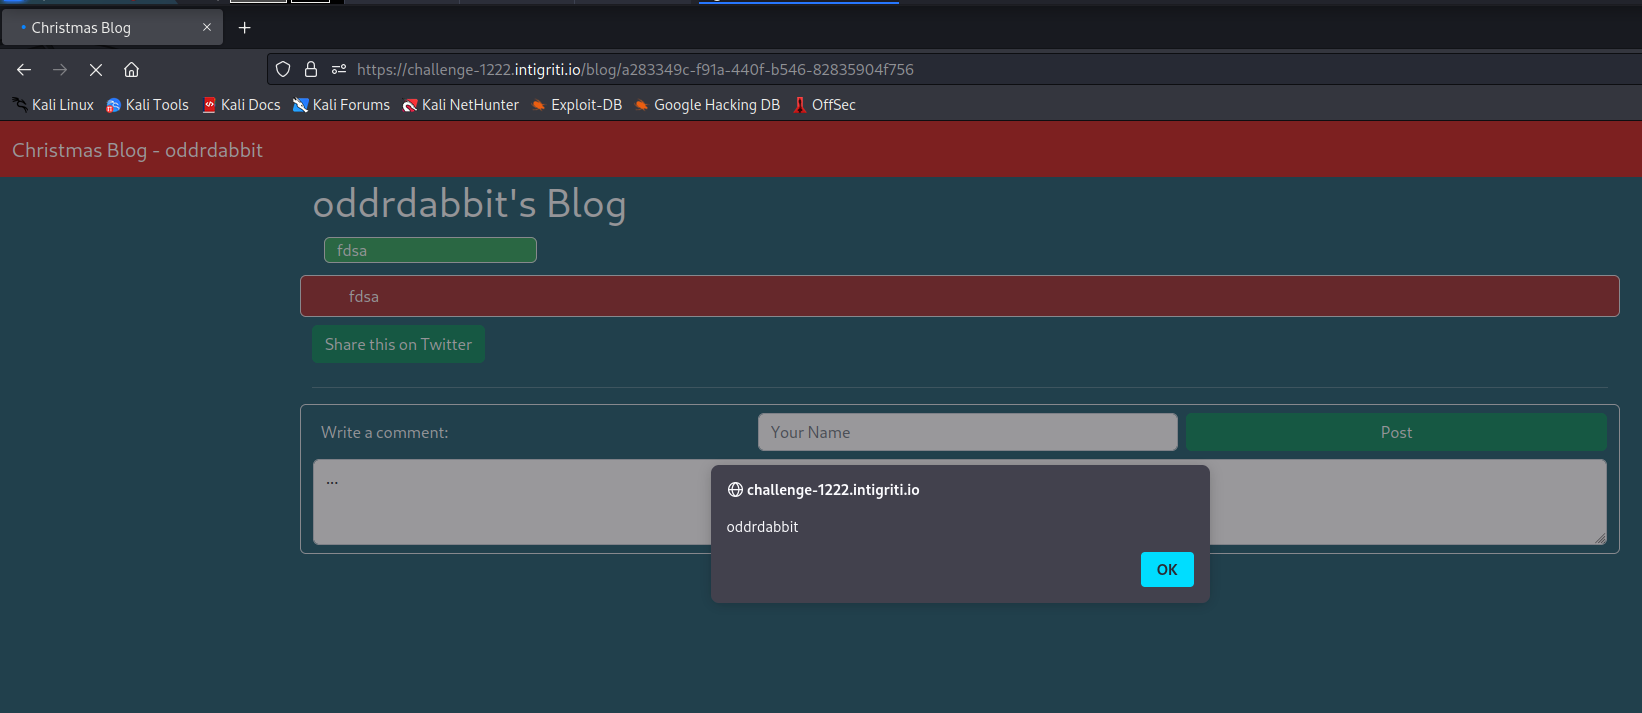 Christmas Blog
https://challenge-1222.intigriti.io/blog/a283349c-f91a-440f-b546-82835904f756
Kali Linux Kali Tools Kali Docs Kali Forums Kali NetHunter Exploit-DB Google Hacking DB OffSec
Christmas Blog - oddrdabbit
oddrdabbit's Blog
fdsa
fdsa
Share this on Twitter
Write a comment: Your Name Post
...
challenge-1222.intigriti.io
oddrdabbit
OK